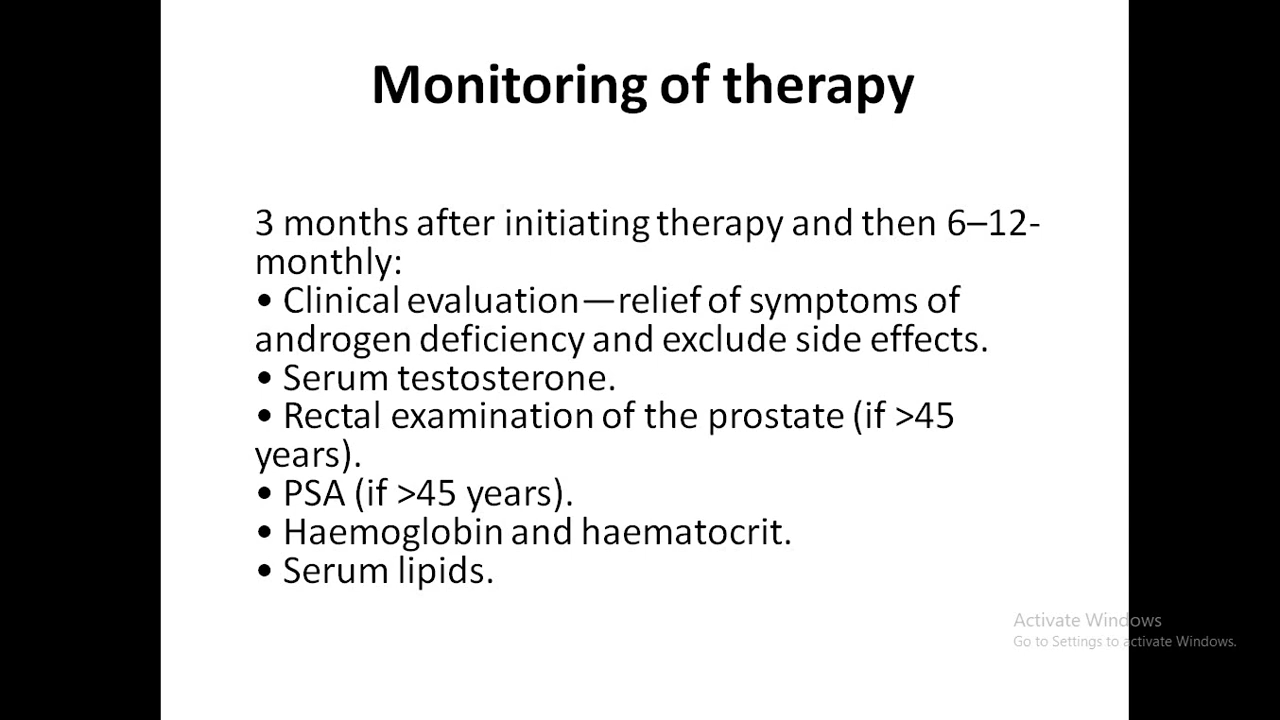 Monitoring of therapy
3 months after initiating therapy and then 6–12-
monthly:
• Clinical evaluation—relief of symptoms of
androgen deficiency and exclude side effects.
• Serum testosterone.
• Rectal examination of the prostate (if >45
years).
• PSA (if >45 years).
• Haemoglobin and haematocrit.
• Serum lipids.
Activate Windows
Go to Settings to activate Windows.